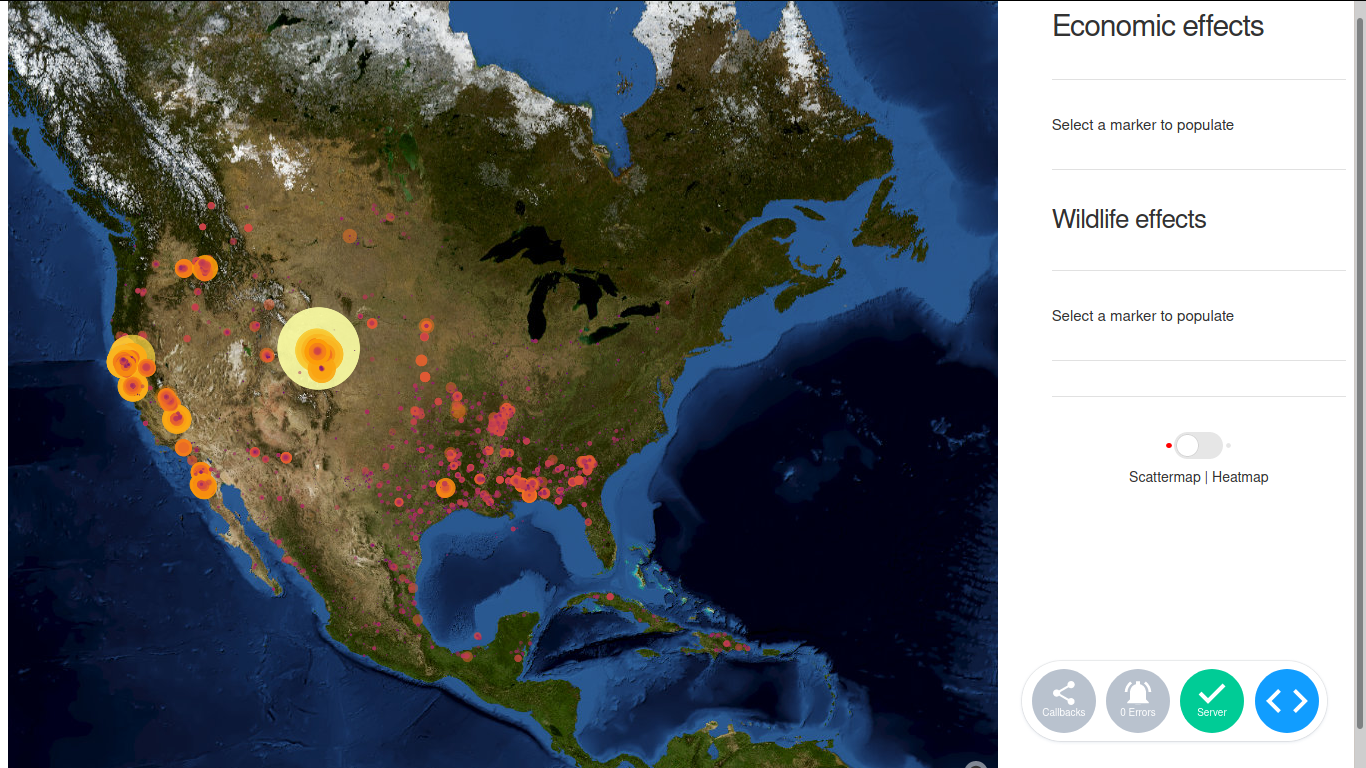 Economic effects
Select a marker to populate
Wildlife effects
Select a marker to populate
Scattermap | Heatmap
Callbacks
0 Errors
Server